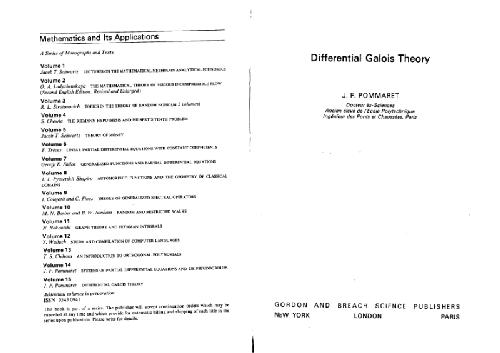 Mathematics and Its Applications
A Series of Monographs and Texts
Volume 1
Jacob T. Schwartz LECTURES ON THE MATHEMATICAL METHOD IN ANALYTICAL ECONOMICS
Volume 2
O. A. Ladyzhenskaya THE MATHEMATICAL THEORY OF VISCOUS INCOMPRESSIBLE FLOW
(Second English Edition, Revised and Enlarged)
Volume 3
R. L. Stratonovich TOPICS IN THE THEORY OF RANDOM NOISE (in 2 volumes)
Volume 4
S. Chowla THE RIEMANN HYPOTHESIS AND HILBERT'S TENTH PROBLEM
Volume 5
Jacob T. Schwartz THEORY OF MONEY
Volume 6
F. Treves LINEAR PARTIAL DIFFERENTIAL EQUATIONS WITH CONSTANT COEFFICIENTS
Volume 7
Georgi E. Shilov GENERALIZED FUNCTIONS AND PARTIAL DIFFERENTIAL EQUATIONS
Volume 8
I. I. Pyatetskii-Shapiro AUTOMORPHIC FUNCTIONS AND THE GEOMETRY OF CLASSICAL
DOMAINS
Volume 9
I. Colojoara and C. Foias THEORY OF GENERALIZED SPECTRAL OPERATORS
Volume 10
M. N. Barber and B. W. Ninham RANDOM AND RESTRICTED WALKS
Volume 11
N. Nakanishi GRAPH THEORY AND FEYNMAN INTEGRALS
Volume 12
Y. Wallach STUDY AND COMPILATION OF COMPUTER LANGUAGES
Volume 13
T. S. Chihara AN INTRODUCTION TO ORTHOGONAL POLYNOMIALS
Volume 14
J. F. Pommaret SYSTEMS OF PARTIAL DIFFERENTIAL EQUATIONS AND LIE PSEUDOGROUPS
Volume 15
J. F. Pommaret DIFFERENTIAL GALOIS THEORY
Additional volumes in preparation
ISSN
This book is part of a series. The publisher will accept continuation orders which may be
cancelled at any time and which provide for automatic billing and shipping of each title in the
series upon publication. Please write for details.
Differential Galois Theory
J. F. POMMARET
Docteur ès-Sciences
Ancien élève de l'École Polytechnique
Ingénieur des Ponts et Chaussées, Paris
GORDON AND BREACH SCIENCE PUBLISHERS
NEW YORK LONDON PARIS